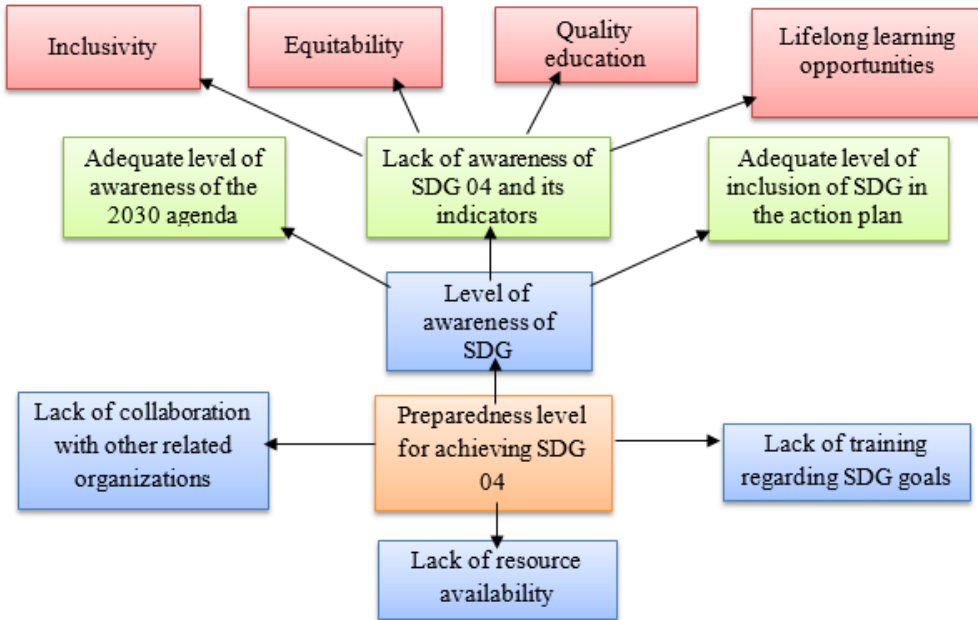 Inclusivity
Equitability
Quality
education
Lifelong learning
opportunities
Adequate level of
awareness of the
2030 agenda
Lack of awareness of
SDG 04 and its
indicators
Adequate level of
inclusion of SDG in
the action plan
Level of
awareness of
SDG
Lack of collaboration
with other related
organizations
Preparedness level
for achieving SDG
04
Lack of training
regarding SDG goals
Lack of resource
availability